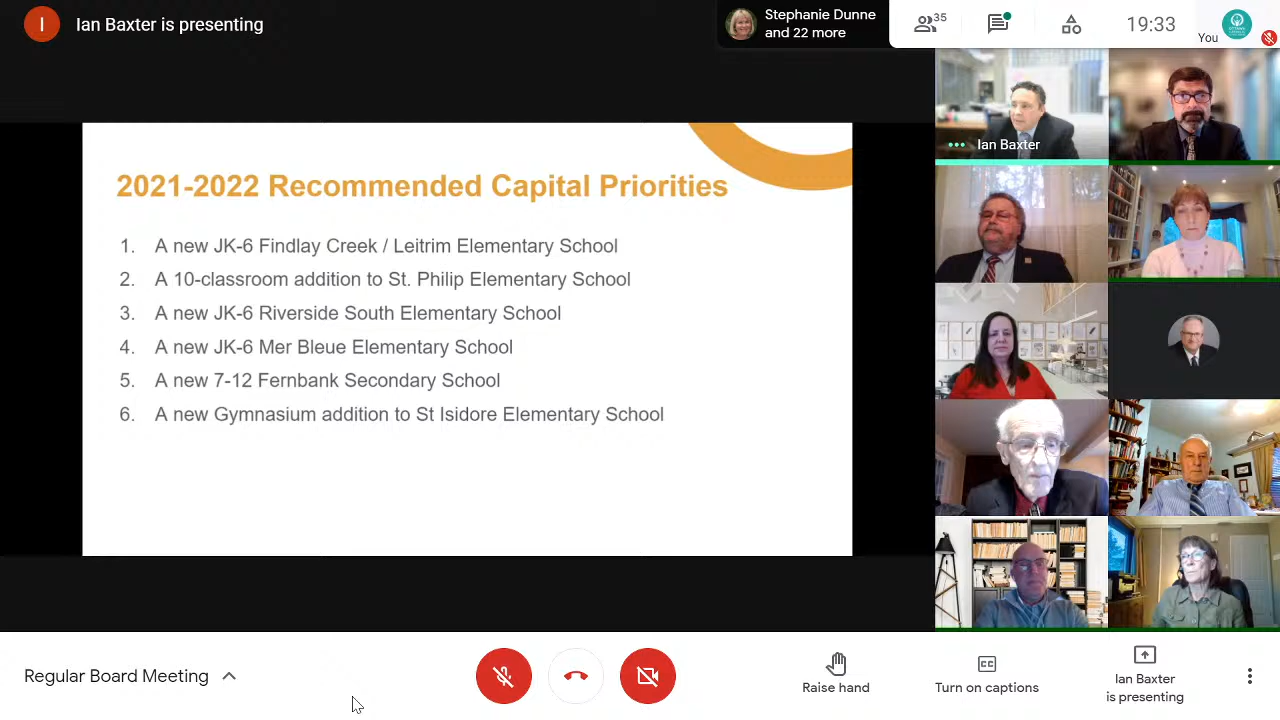 I
Ian Baxter is presenting
Stephanie Dunne
and 22 more
35
19:33
You
2021-2022 Recommended Capital Priorities
1. A new JK-6 Findlay Creek / Leitrim Elementary School
2. A 10-classroom addition to St. Philip Elementary School
3. A new JK-6 Riverside South Elementary School
4. A new JK-6 Mer Bleue Elementary School
5. A new 7-12 Fernbank Secondary School
6. A new Gymnasium addition to St Isidore Elementary School
Ian Baxter
Regular Board Meeting
Raise hand
CC
Turn on captions
Ian Baxter
is presenting